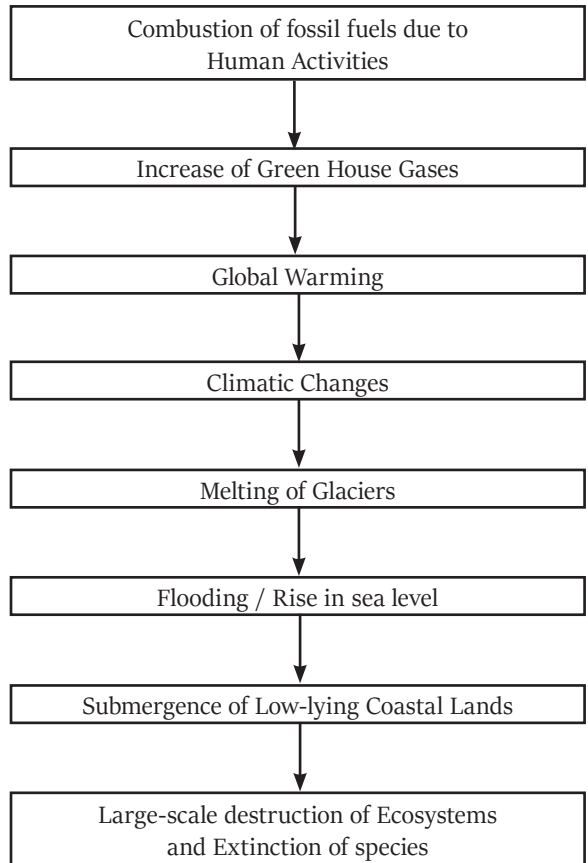 Combustion of fossil fuels due to
Human Activities
Increase of Green House Gases
Global Warming
Climatic Changes
Melting of Glaciers
Flooding / Rise in sea level
Submergence of Low-lying Coastal Lands
Large-scale destruction of Ecosystems
and Extinction of species